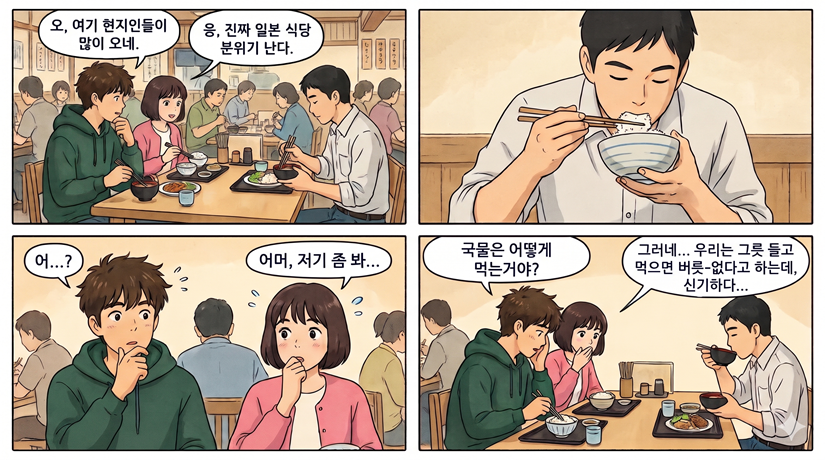 오, 여기 현지인들이
많이 오네.
응, 진짜 일본 식당
분위기 난다.
어...?
어머, 저기 좀 봐...
국물은 어떻게
먹는거야?
그러네... 우리는 그릇 들고
먹으면 버릇-없다고 하는데,
신기하다...